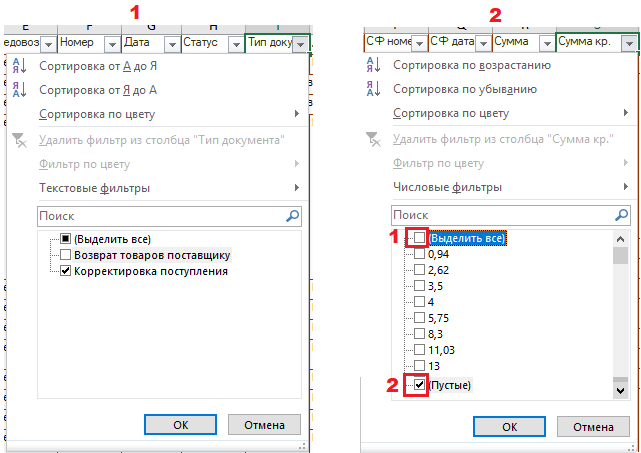 1
E F G H I
едовоз Номер Дата Статус Тип доку
Сортировка от А до Я
Сортировка от Я до А
Сортировка по цвету
Удалить фильтр из столбца "Тип документа"
Фильтр по цвету
Текстовые фильтры
Поиск
(Выделить все)
Возврат товаров поставщику
Корректировка поступления
ОК Отмена
2
СФ номе СФ дата Сумма Сумма кр.
Сортировка по возрастанию
Сортировка по убыванию
Сортировка по цвету
Удалить фильтр из столбца "Сумма кр."
Фильтр по цвету
Числовые фильтры
Поиск
1 (Выделить все)
0,94
2,62
3,5
4
5,75
8,3
11,03
13
2 (Пустые)
ОК Отмена